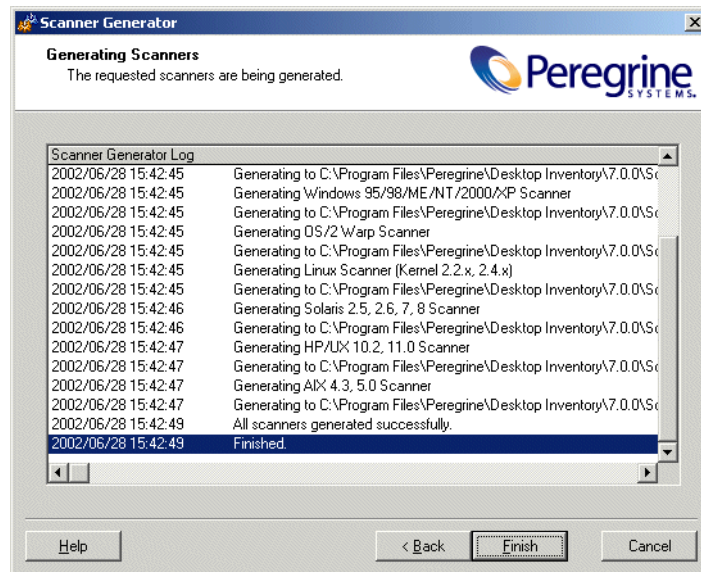 Scanner Generator
Generating Scanners
The requested scanners are being generated.
Peregrine
SYSTEMS.
Scanner Generator Log
2002/06/28 15:42:45 Generating to C:\Program Files\Peregrine\Desktop Inventory\7.0.0\Sc
2002/06/28 15:42:45 Generating Windows 95/98/ME/NT/2000/XP Scanner
2002/06/28 15:42:45 Generating to C:\Program Files\Peregrine\Desktop Inventory\7.0.0\Sc
2002/06/28 15:42:45 Generating OS/2 Warp Scanner
2002/06/28 15:42:45 Generating to C:\Program Files\Peregrine\Desktop Inventory\7.0.0\Sc
2002/06/28 15:42:45 Generating Linux Scanner (Kernel 2.2.x, 2.4.x)
2002/06/28 15:42:45 Generating to C:\Program Files\Peregrine\Desktop Inventory\7.0.0\Sc
2002/06/28 15:42:46 Generating Solaris 2.5, 2.6, 7, 8 Scanner
2002/06/28 15:42:46 Generating to C:\Program Files\Peregrine\Desktop Inventory\7.0.0\Sc
2002/06/28 15:42:47 Generating HP/UX 10.2, 11.0 Scanner
2002/06/28 15:42:47 Generating to C:\Program Files\Peregrine\Desktop Inventory\7.0.0\Sc
2002/06/28 15:42:47 Generating AIX 4.3, 5.0 Scanner
2002/06/28 15:42:47 Generating to C:\Program Files\Peregrine\Desktop Inventory\7.0.0\Sc
2002/06/28 15:42:49 All scanners generated successfully.
2002/06/28 15:42:49 Finished.
Help < Back Finish Cancel